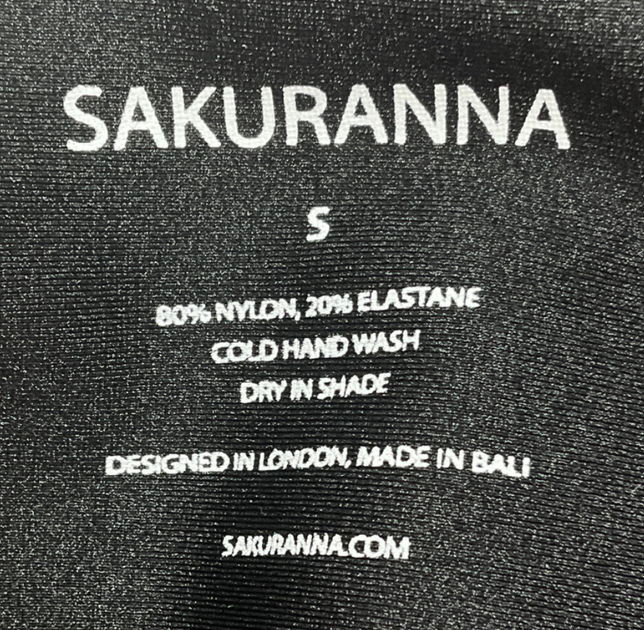 SAKURANNA
S
80% NYLON, 20% ELASTANE
COLD HAND WASH
DRY IN SHADE
DESIGNED IN LONDON, MADE IN BALI
SAKURANNA.COM